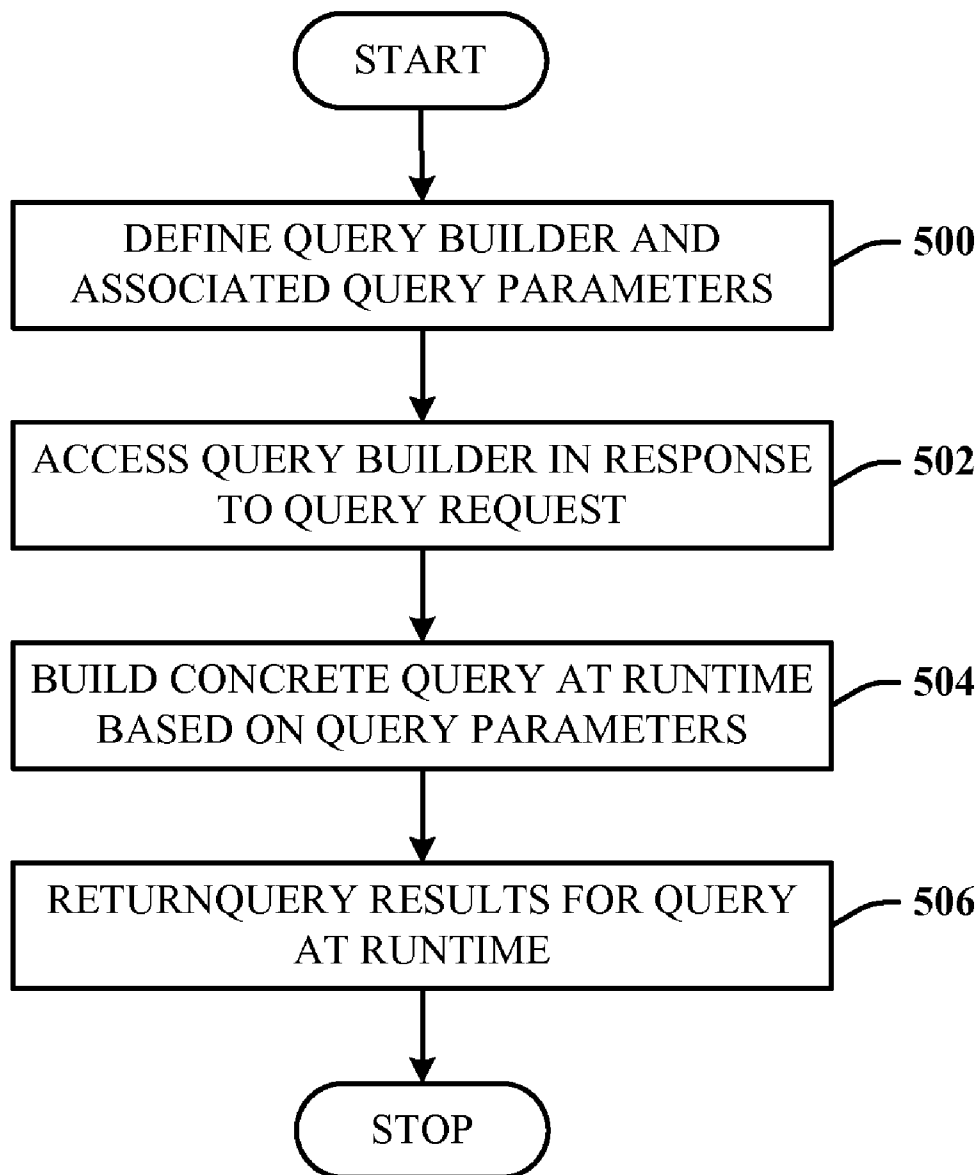 START
DEFINE QUERY BUILDER AND
ASSOCIATED QUERY PARAMETERS
500
ACCESS QUERY BUILDER IN RESPONSE
TO QUERY REQUEST
502
BUILD CONCRETE QUERY AT RUNTIME
BASED ON QUERY PARAMETERS
504
RETURNQUERY RESULTS FOR QUERY
AT RUNTIME
506
STOP